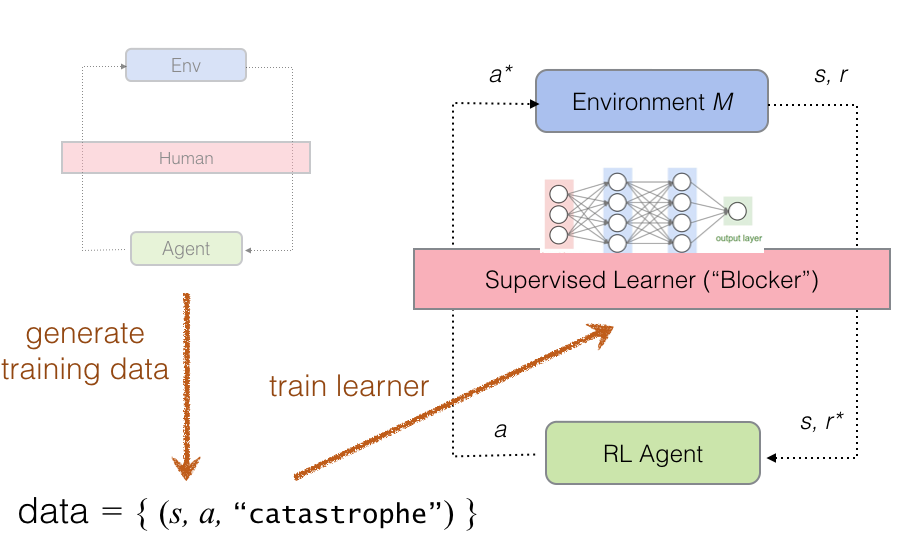 Env
Human
Agent
generate
training data
data = { (s, a, “catastrophe”) }
train learner
a*
Environment M
s, r
output layer
Supervised Learner (“Blocker”)
a
RL Agent
s, r*